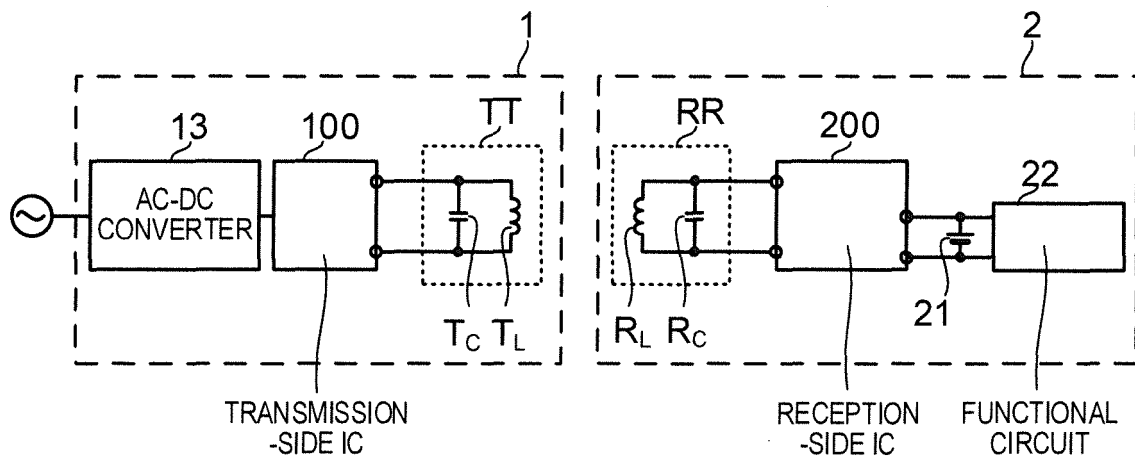 1
2
TT
RR
13
100
200
22
AC-DC
CONVERTER
21
TC TL
RL RC
TRANSMISSION
-SIDE IC
RECEPTION
-SIDE IC
FUNCTIONAL
CIRCUIT